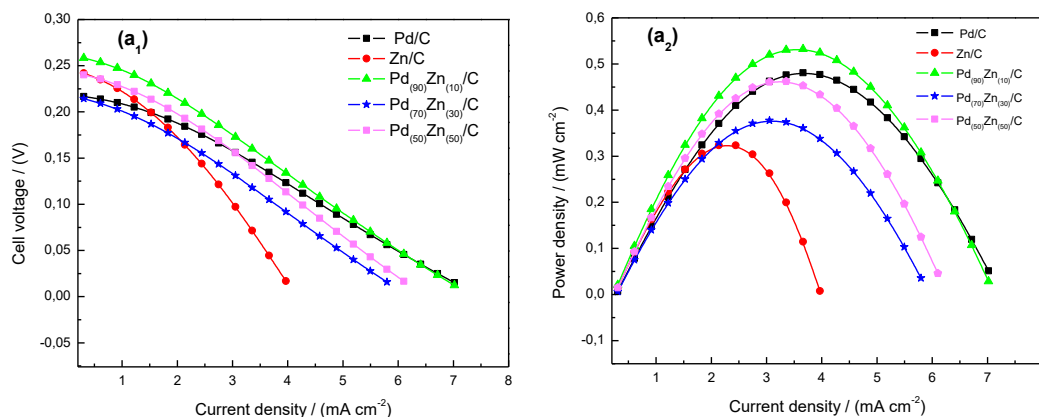 (a₁)
Pd/C
Zn/C
Pd₍₉₀₎Zn₍₁₀₎/C
Pd₍₇₀₎Zn₍₃₀₎/C
Pd₍₅₀₎Zn₍₅₀₎/C
Cell voltage / (V)
0,30
0,25
0,20
0,15
0,10
0,05
0,00
-0,05
1 2 3 4 5 6 7 8
Current density / (mA cm⁻²)
(a₂)
Pd/C
Zn/C
Pd₍₉₀₎Zn₍₁₀₎/C
Pd₍₇₀₎Zn₍₃₀₎/C
Pd₍₅₀₎Zn₍₅₀₎/C
Power density / (mW cm⁻²)
0,6
0,5
0,4
0,3
0,2
0,1
0,0
-0,1
1 2 3 4 5 6 7
Current density / (mA cm⁻²)